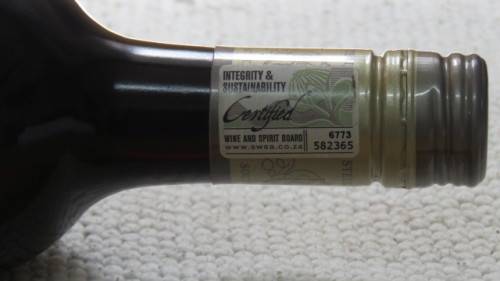 INTEGRITY &
SUSTAINABILITY
Certified
WINE AND SPIRIT BOARD
www.swsa.co.za
6773
582365